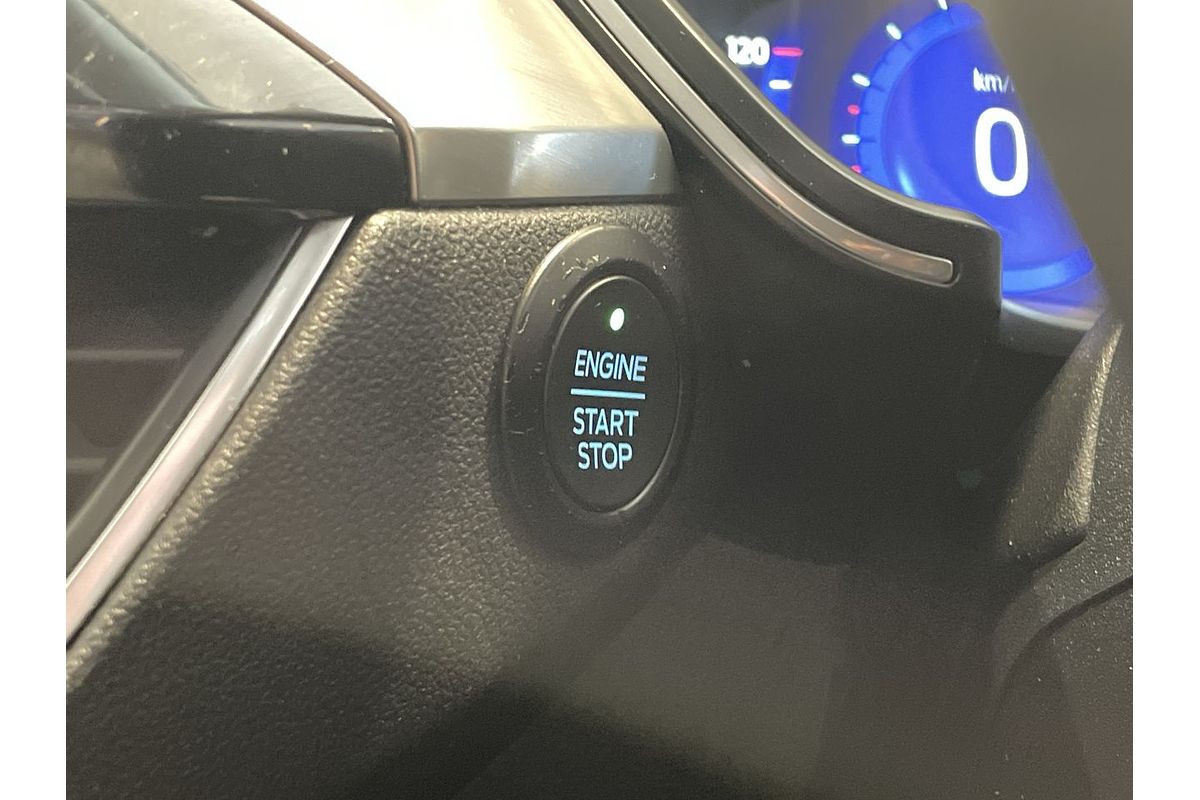 120
km/
0
ENGINE
START
STOP